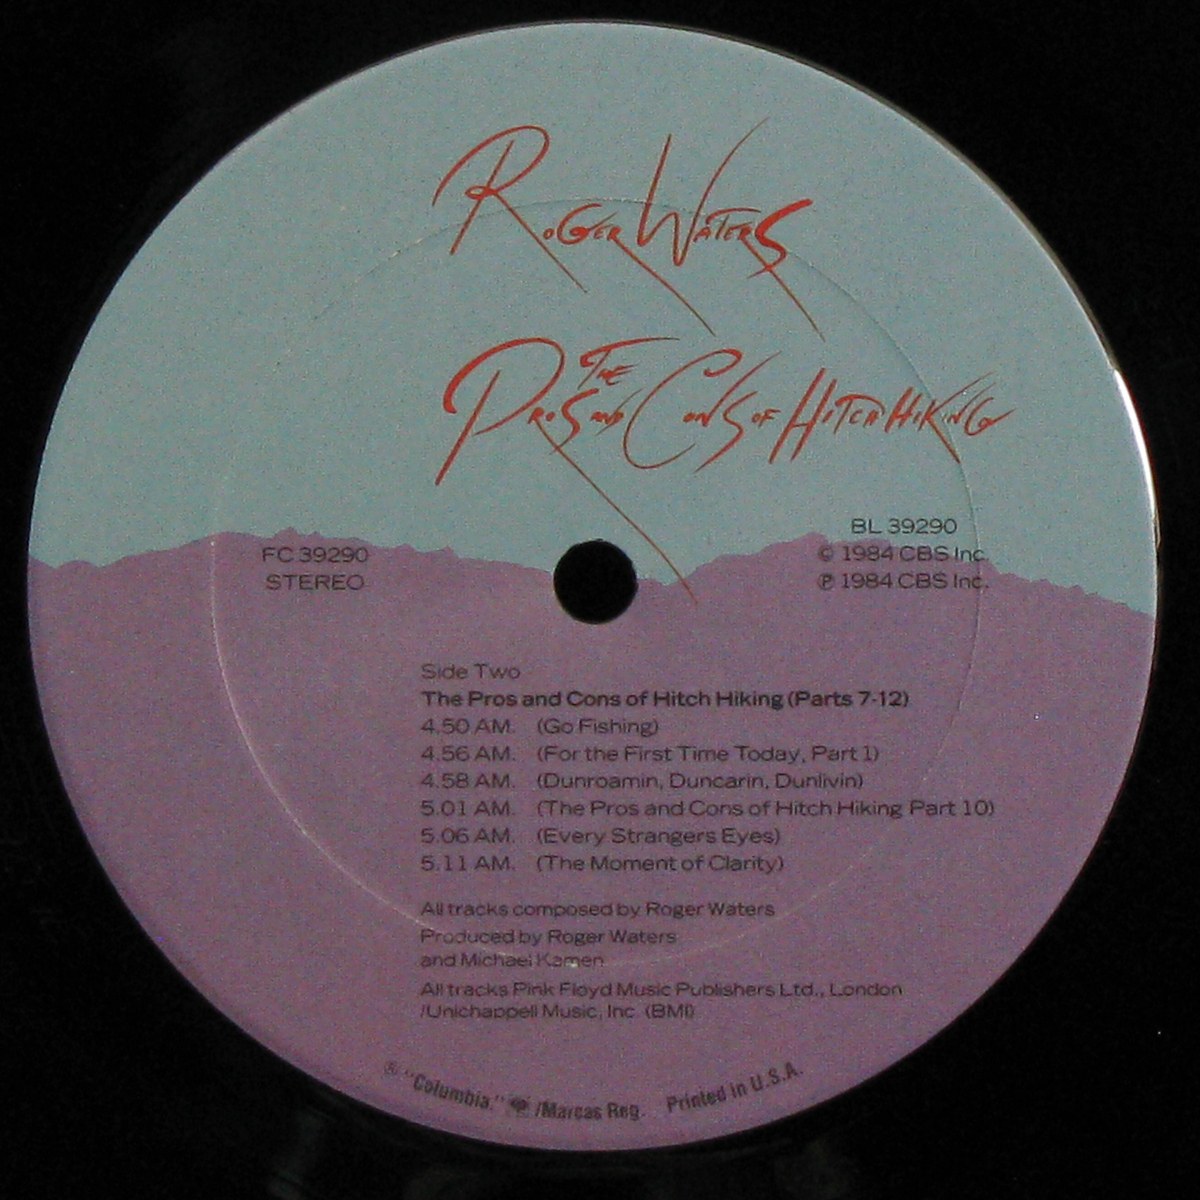 Roger Waters
The
Pros and Cons of Hitch Hiking
FC 39290
STEREO
BL 39290
© 1984 CBS Inc.
℗ 1984 CBS Inc.
Side Two
The Pros and Cons of Hitch Hiking (Parts 7-12)
4.50 AM. (Go Fishing)
4.56 AM. (For the First Time Today, Part 1)
4.58 AM. (Dunroamin, Duncarin, Dunlivin)
5.01 AM. (The Pros and Cons of Hitch Hiking Part 10)
5.06 AM. (Every Strangers Eyes)
5.11 AM. (The Moment of Clarity)
All tracks composed by Roger Waters
Produced by Roger Waters
and Michael Kamen
All tracks Pink Floyd Music Publishers Ltd., London
/Unichappell Music, Inc. (BMI)
® "Columbia," /Marcas Reg. Printed in U.S.A.